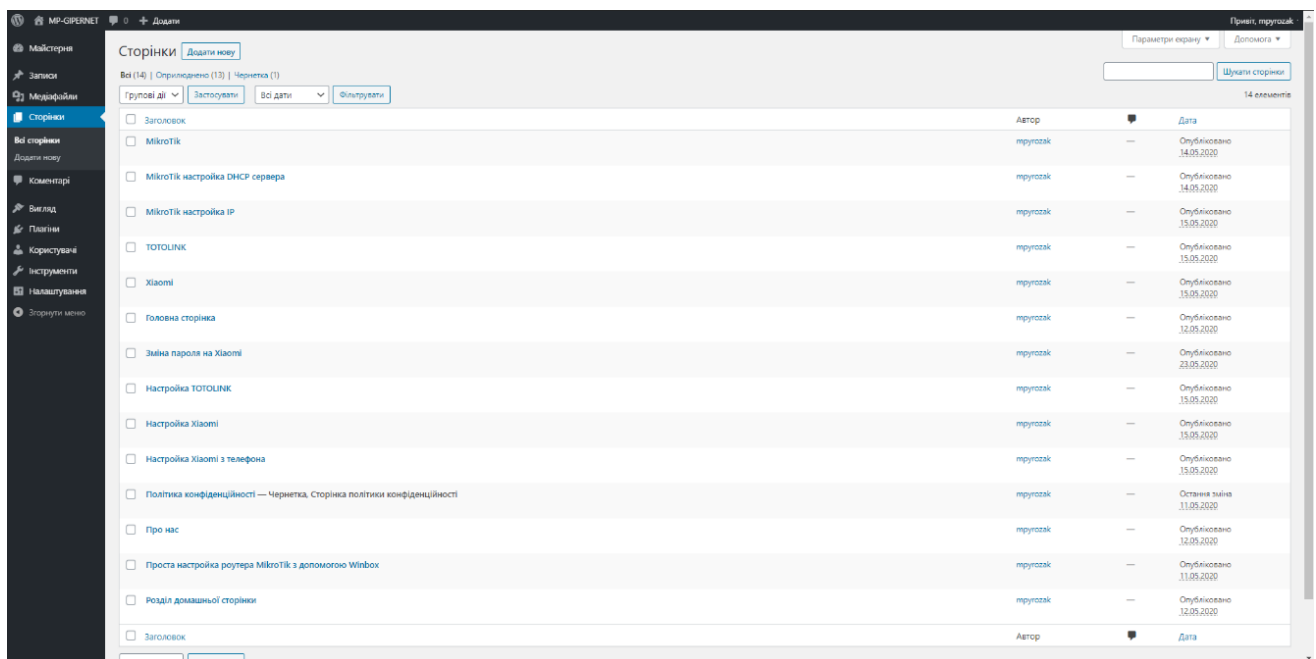 MP-GIPERNET 0 + Додати Привіт, mpyrozak
Майстерня
Записи
Медіафайли
Сторінки
Всі сторінки
Додати нову
Коментарі
Вигляд
Плагіни
Користувачі
Інструменти
Налаштування
Згорнути меню
Параметри екрану Допомога
Сторінки Додати нову
Всі (14) | Оприлюднено (13) | Чернетка (1)
Шукати сторінки
Групові дії Застосувати Всі дати Фільтрувати
14 елементів
Заголовок Автор Дата
MikroTik mpyrozak — Опубліковано
14.05.2020
MikroTik настройка DHCP сервера mpyrozak — Опубліковано
14.05.2020
MikroTik настройка IP mpyrozak — Опубліковано
15.05.2020
TOTOLINK mpyrozak — Опубліковано
15.05.2020
Xiaomi mpyrozak — Опубліковано
15.05.2020
Головна сторінка mpyrozak — Опубліковано
12.05.2020
Зміна пароля на Xiaomi mpyrozak — Опубліковано
23.05.2020
Настройка TOTOLINK mpyrozak — Опубліковано
15.05.2020
Настройка Xiaomi mpyrozak — Опубліковано
15.05.2020
Настройка Xiaomi з телефона mpyrozak — Опубліковано
15.05.2020
Політика конфіденційності — Чернетка, Сторінка політики конфіденційності mpyrozak — Остання зміна
11.05.2020
Про нас mpyrozak — Опубліковано
12.05.2020
Проста настройка роутера MikroTik з допомогою Winbox mpyrozak — Опубліковано
11.05.2020
Розділ домашньої сторінки mpyrozak — Опубліковано
12.05.2020
Заголовок Автор Дата